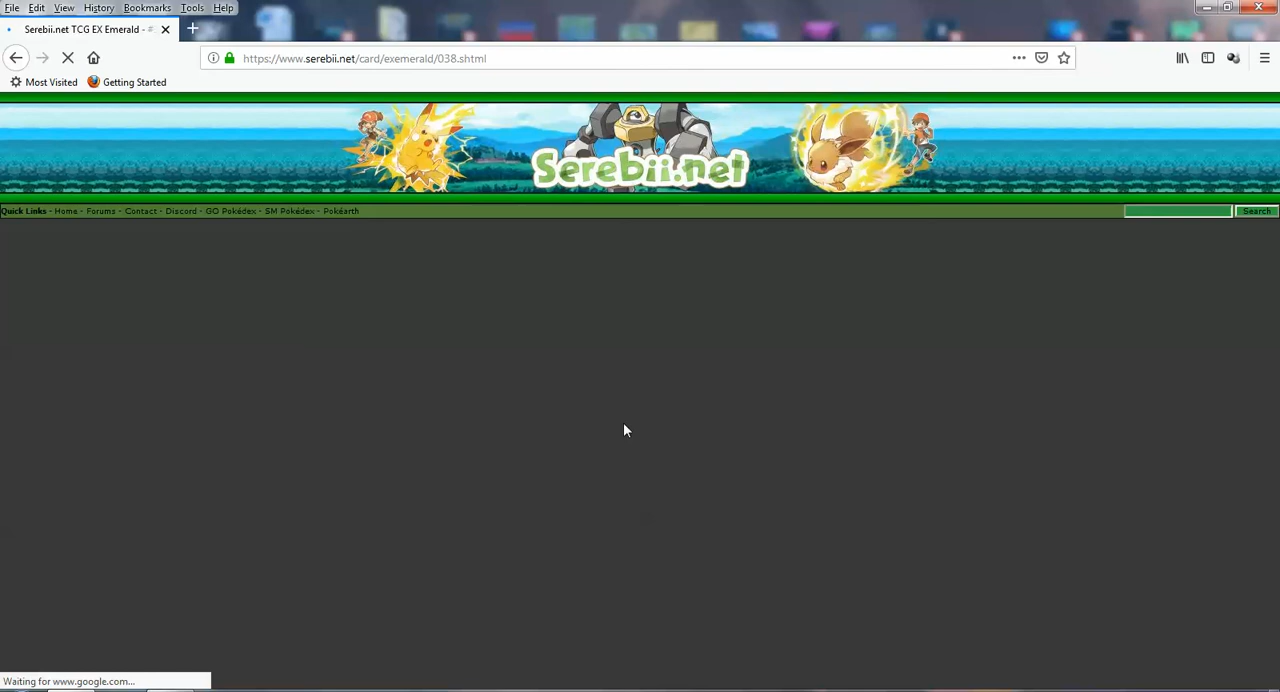 File Edit View History Bookmarks Tools Help
Serebii.net TCG EX Emerald - #
https://www.serebii.net/card/exemerald/038.shtml
Most Visited Getting Started
Serebii.net
Quick Links - Home - Forums - Contact - Discord - GO Pokédex - SM Pokédex - Pokéarth Search
Waiting for www.google.com...